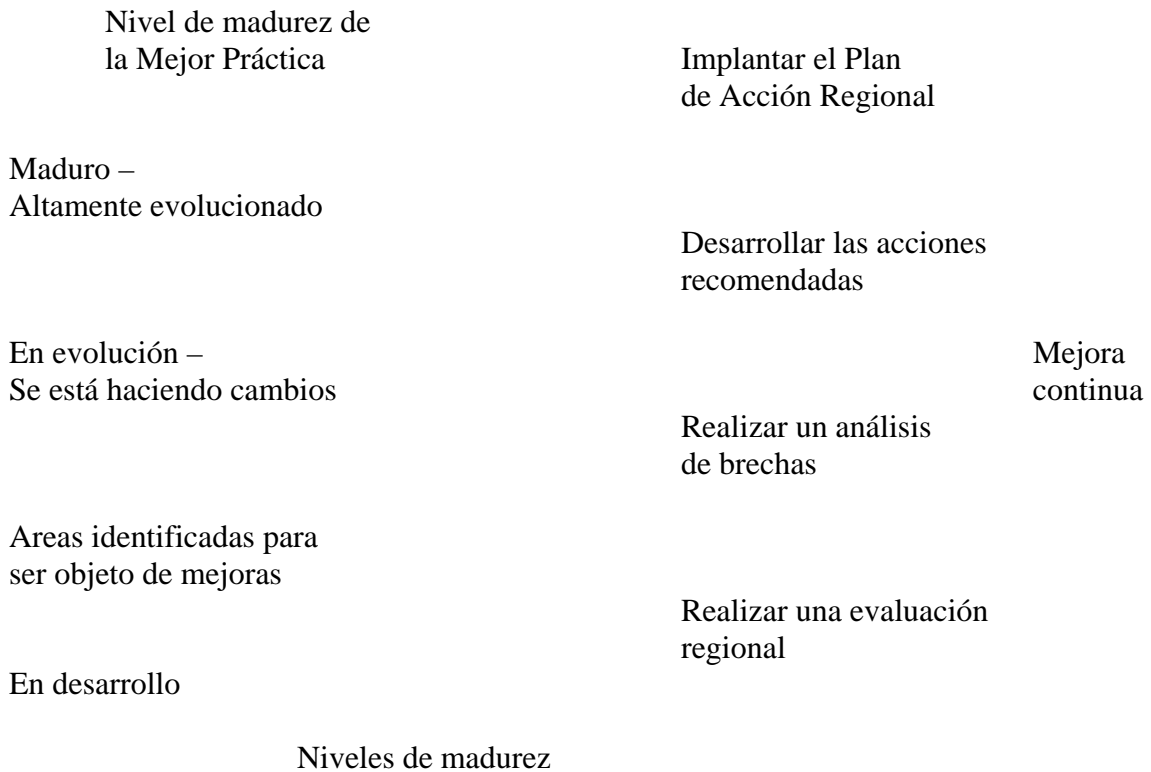 Nivel de madurez de
la Mejor Práctica
Implantar el Plan
de Acción Regional
Maduro –
Altamente evolucionado
Desarrollar las acciones
recomendadas
En evolución –
Se está haciendo cambios
Mejora
continua
Realizar un análisis
de brechas
Areas identificadas para
ser objeto de mejoras
Realizar una evaluación
regional
En desarrollo
Niveles de madurez